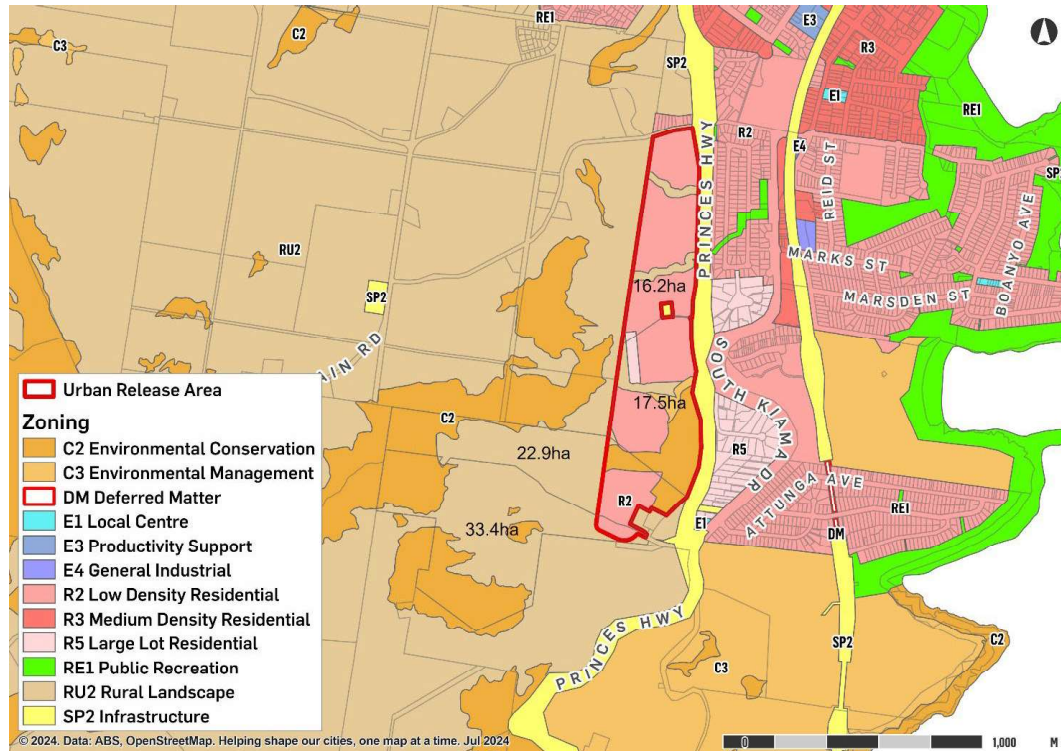 C3
C2
RE1
E3
R3
SP2
E1
RE1
R2
E4
REID ST
SP
PRINCES HWY
BOANYO AVE
RU2
MARKS ST
16.2ha
SP2
MARSDEN ST
AIN RD
SOUTH KIAMA DR
17.5ha
C2
22.9ha
R5
ATTUNGA AVE
R2
RE1
E1
33.4ha
DM
PRINCES HWY
C3
SP2
C2
Urban Release Area
Zoning
C2 Environmental Conservation
C3 Environmental Management
DM Deferred Matter
E1 Local Centre
E3 Productivity Support
E4 General Industrial
R2 Low Density Residential
R3 Medium Density Residential
R5 Large Lot Residential
RE1 Public Recreation
RU2 Rural Landscape
SP2 Infrastructure
© 2024. Data: ABS, OpenStreetMap. Helping shape our cities, one map at a time. Jul 2024
0 1,000 M